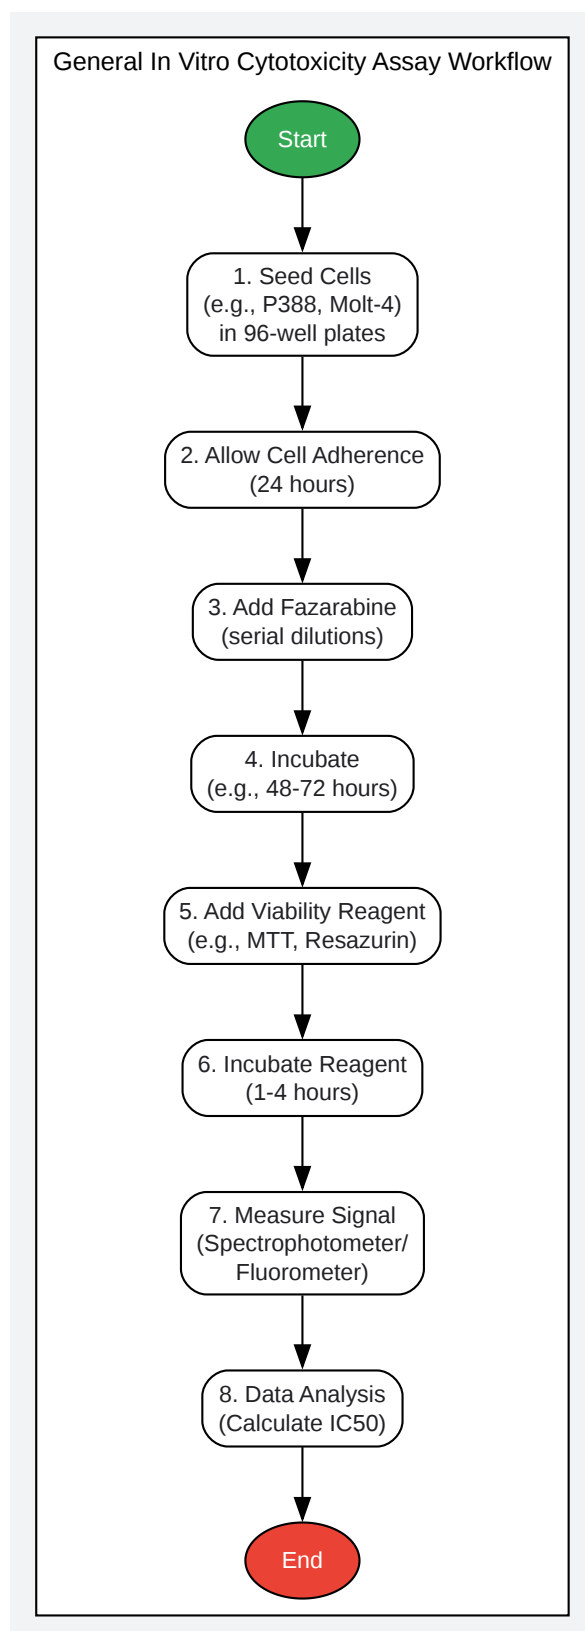 General In Vitro Cytotoxicity Assay Workflow
Start
1. Seed Cells
(e.g., P388, Molt-4)
in 96-well plates
2. Allow Cell Adherence
(24 hours)
3. Add Fazarabine
(serial dilutions)
4. Incubate
(e.g., 48-72 hours)
5. Add Viability Reagent
(e.g., MTT, Resazurin)
6. Incubate Reagent
(1-4 hours)
7. Measure Signal
(Spectrophotometer/
Fluorometer)
8. Data Analysis
(Calculate IC50)
End